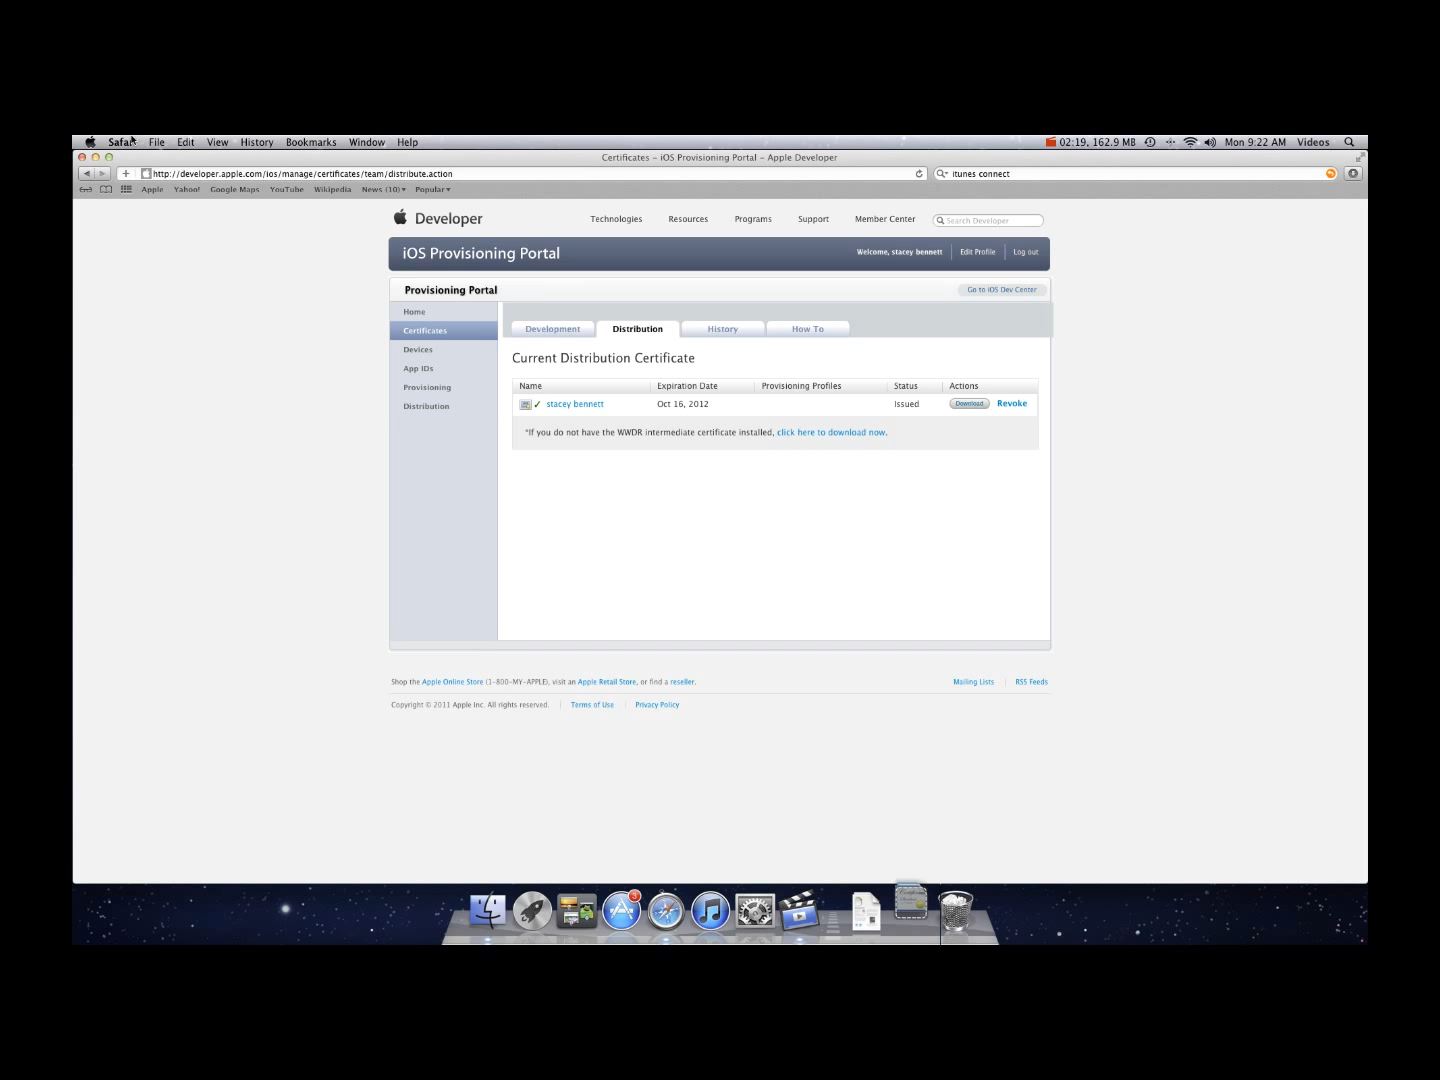 Safari File Edit View History Bookmarks Window Help 02:19, 162.9 MB Mon 9:22 AM Videos
Certificates – iOS Provisioning Portal – Apple Developer
http://developer.apple.com/ios/manage/certificates/team/distribute.action itunes connect
Apple Yahoo! Google Maps YouTube Wikipedia News (10) Popular
Developer Technologies Resources Programs Support Member Center Search Developer
iOS Provisioning Portal Welcome, stacey bennett Edit Profile Log out
Provisioning Portal Go to iOS Dev Center
Home
Certificates
Devices
App IDs
Provisioning
Distribution
Development Distribution History How To
Current Distribution Certificate
Name Expiration Date Provisioning Profiles Status Actions
stacey bennett Oct 16, 2012 Issued Download Revoke
*If you do not have the WWDR intermediate certificate installed, click here to download now.
Shop the Apple Online Store (1-800-MY-APPLE), visit an Apple Retail Store, or find a reseller. Mailing Lists RSS Feeds
Copyright © 2011 Apple Inc. All rights reserved. Terms of Use Privacy Policy
3